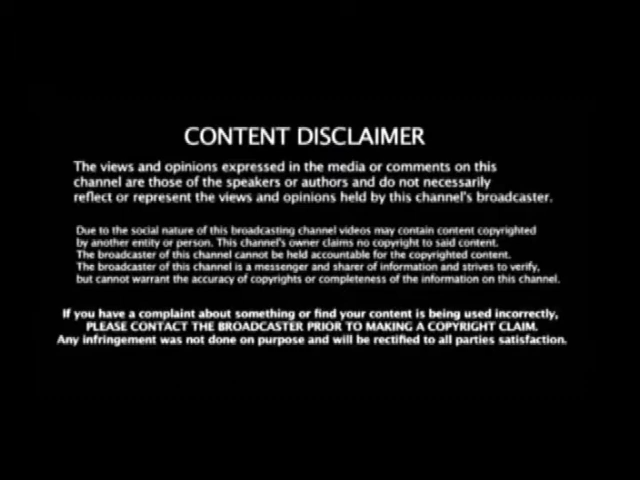 CONTENT DISCLAIMER
The views and opinions expressed in the media or comments on this
channel are those of the speakers or authors and do not necessarily
reflect or represent the views and opinions held by this channel's broadcaster.
Due to the social nature of this broadcasting channel videos may contain content copyrighted
by another entity or person. This channel's owner claims no copyright to said content.
The broadcaster of this channel cannot be held accountable for the copyrighted content.
The broadcaster of this channel is a messenger and sharer of information and strives to verify,
but cannot warrant the accuracy of copyrights or completeness of the information on this channel.
If you have a complaint about something or find your content is being used incorrectly,
PLEASE CONTACT THE BROADCASTER PRIOR TO MAKING A COPYRIGHT CLAIM.
Any infringement was not done on purpose and will be rectified to all parties satisfaction.